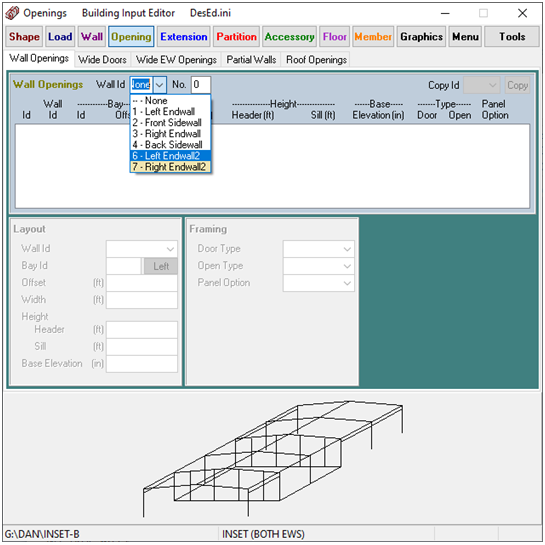 Openings Building Input Editor DesEd.ini
Shape Load Wall Opening Extension Partition Accessory Floor Member Graphics Menu Tools
Wall Openings Wide Doors Wide EW Openings Partial Walls Roof Openings
Wall Openings Wall Id None No. 0 Copy Id Copy
-- - None
1 - Left Endwall
2 - Front Sidewall
3 - Right Endwall
4 - Back Sidewall
6 - Left Endwall2
7 - Right Endwall2
Wall ----------Bay- -------------Height------------- -----Base----- ------Type------ Panel
Id Id Id Offs Header (ft) Sill (ft) Elevation (in) Door Open Option
Layout
Wall Id
Bay Id Left
Offset (ft)
Width (ft)
Height
Header (ft)
Sill (ft)
Base Elevation (in)
Framing
Door Type
Open Type
Panel Option
G:\DAN\INSET-B INSET (BOTH EWS)